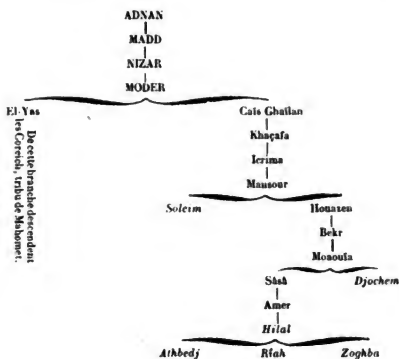 ADNAN
MADD
NIZAR
MODER
El-Yas
Caïs Ghaïlan
De cette branche descendent
les Coreich, tribu de Mahomet.
Khaçafa
Icrima
Mansour
Soleïm
Houazen
Bekr
Monouïa
Sâsâ
Djochem
Amer
Hilal
Athbedj
Riah
Zoghba